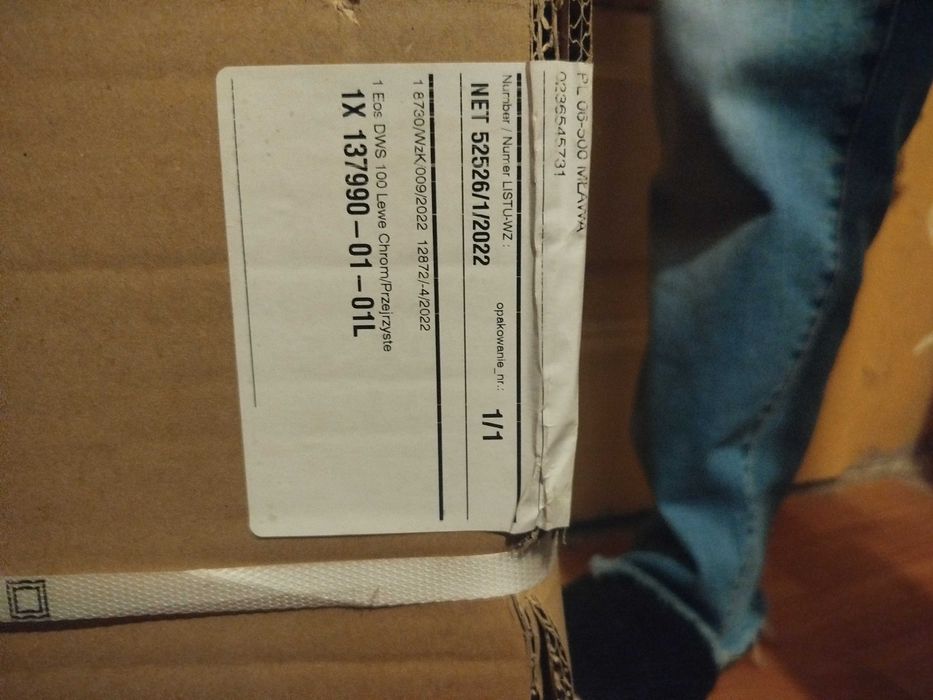 PL 06-500 MŁAWA
0236545731
Number / Numer LISTU-WZ :
opakowanie_nr.:
NET 52526/1/2022
1/1
1 8730/WzK/009/2022 12872/-4/2022
1 Eos DWS 100 Lewe Chrom/Przejrzyste
1X 137990-01-01L